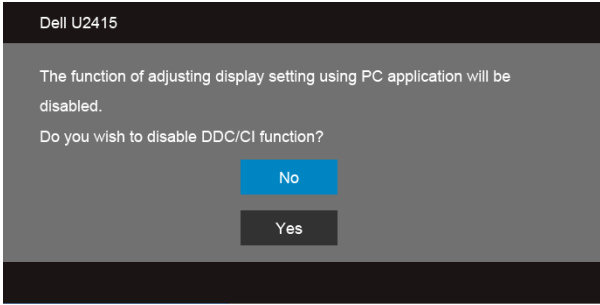 Dell U2415
The function of adjusting display setting using PC application will be
disabled.
Do you wish to disable DDC/CI function?
No
Yes